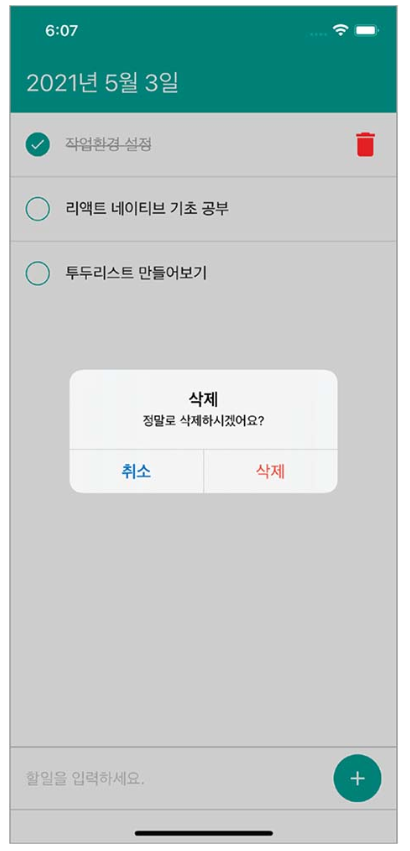 6:07
2021년 5월 3일
작업환경 설정
리액트 네이티브 기초 공부
투두리스트 만들어보기
삭제
정말로 삭제하시겠어요?
취소 삭제
할일을 입력하세요.